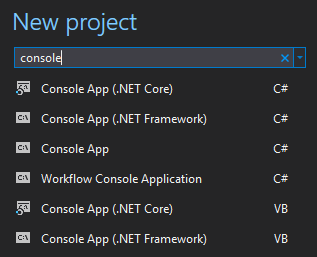 New project
console
Console App (.NET Core) C#
Console App (.NET Framework) C#
Console App C#
Workflow Console Application C#
Console App (.NET Core) VB
Console App (.NET Framework) VB